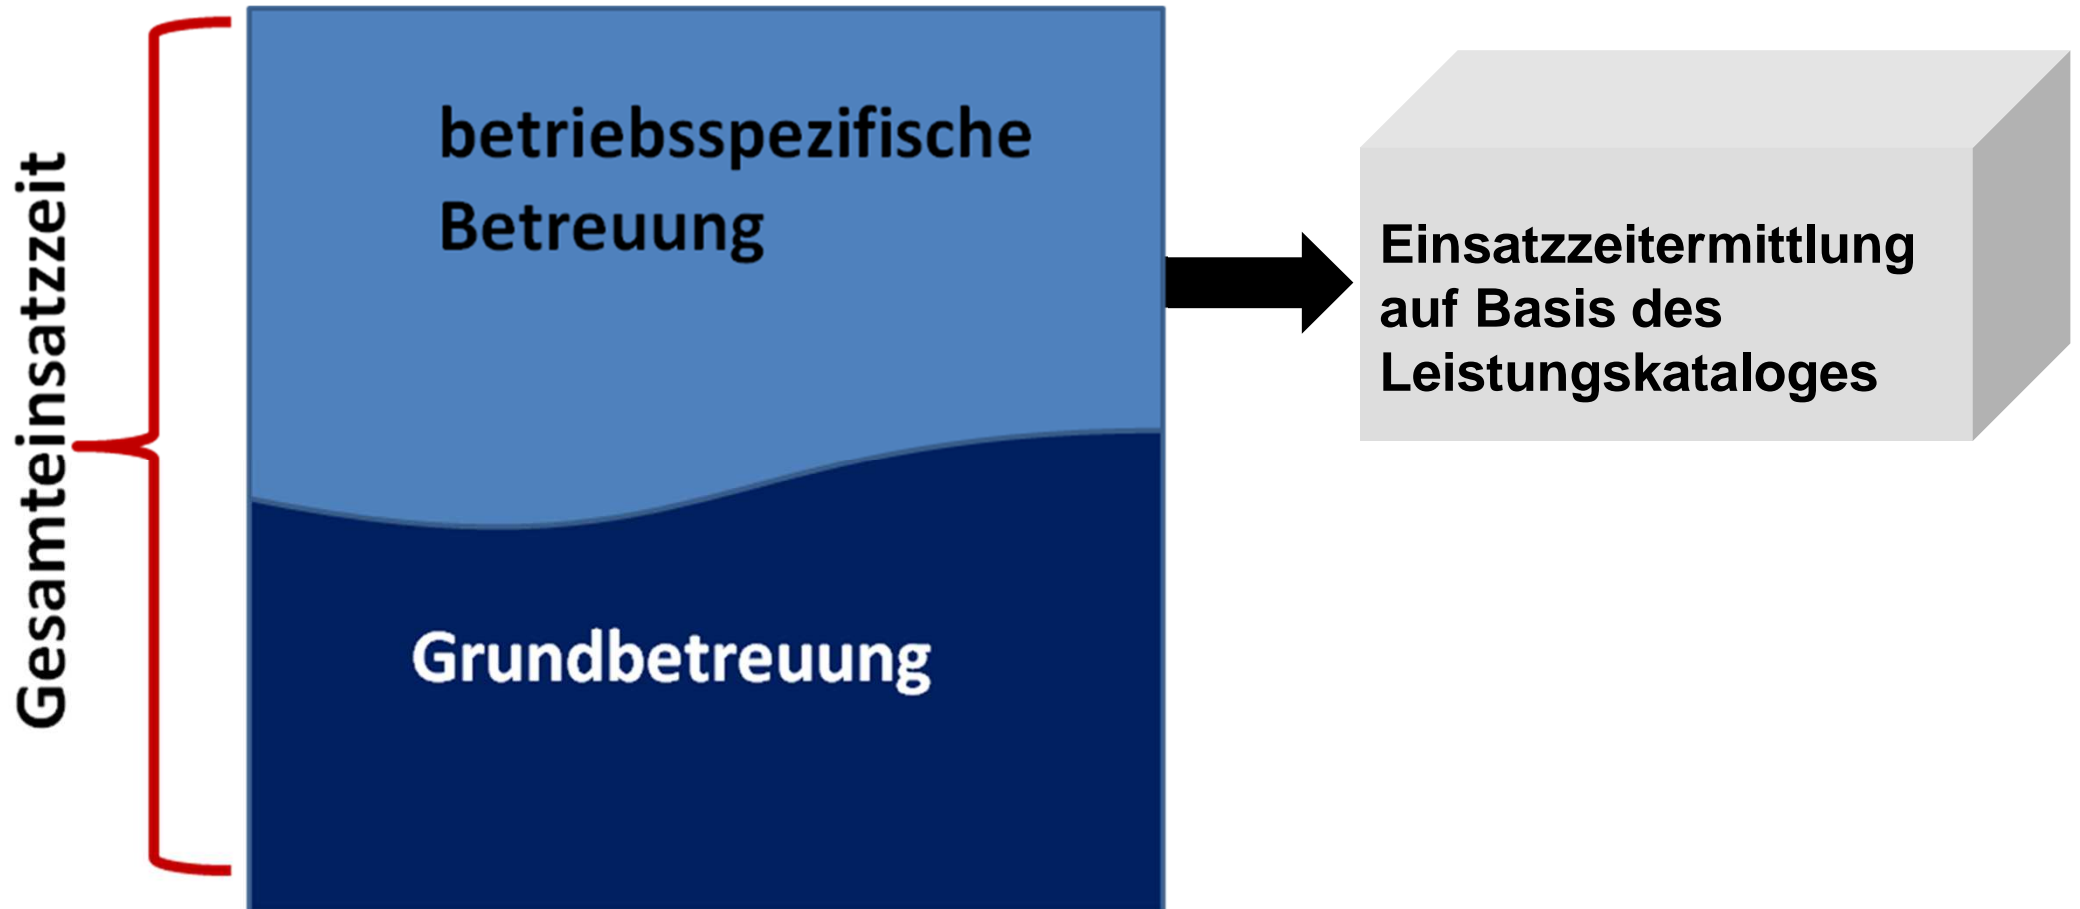 Gesamteinsatzzeit
betriebsspezifische
Betreuung
Grundbetreuung
Einsatzzeitermittlung
auf Basis des
Leistungskataloges